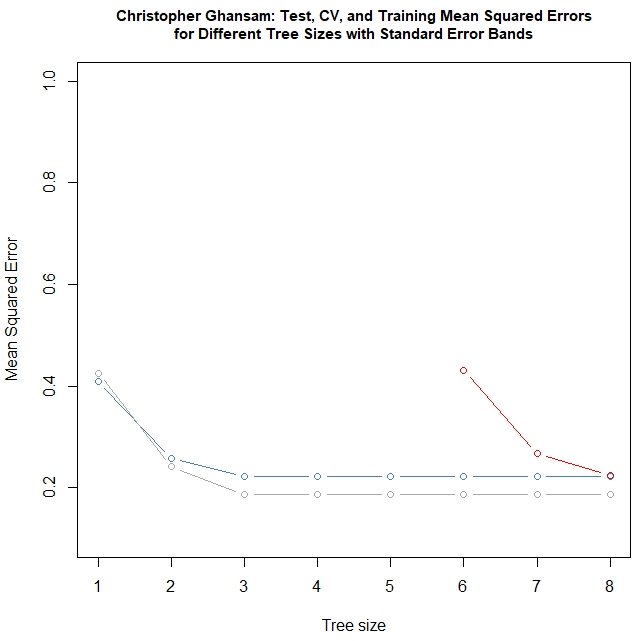 Christopher Ghansam: Test, CV, and Training Mean Squared Errors
for Different Tree Sizes with Standard Error Bands
1.0
0.8
0.6
0.4
0.2
Mean Squared Error
1 2 3 4 5 6 7 8
Tree size